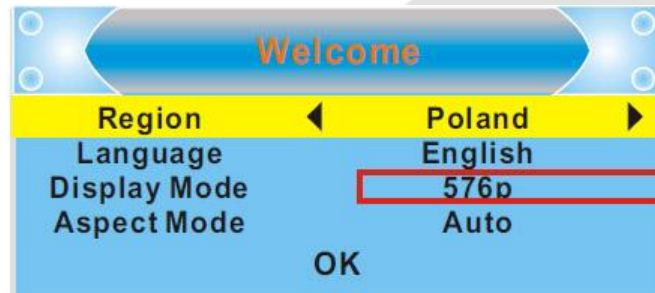 Welcome
Region Poland
Language English
Display Mode 576p
Aspect Mode Auto
OK